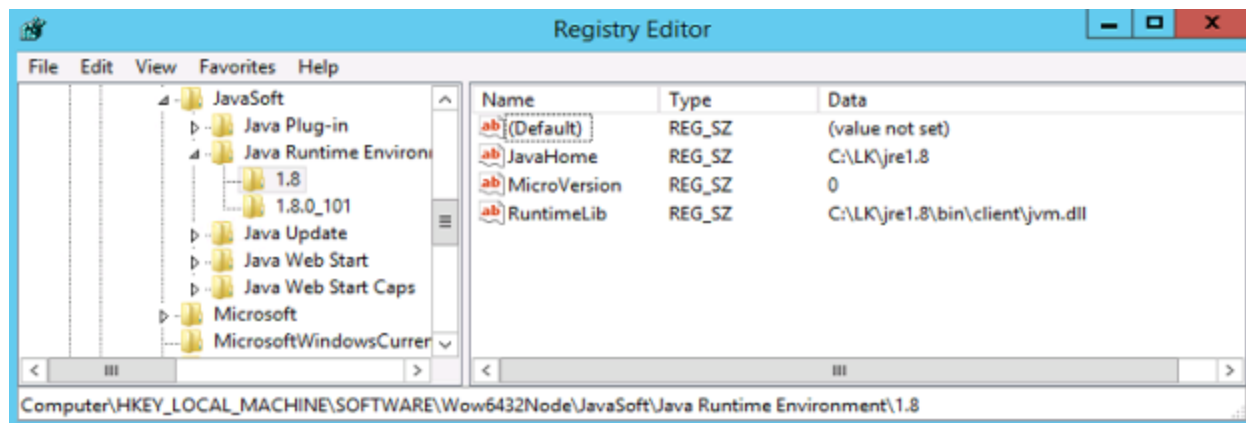 Registry Editor
File Edit View Favorites Help
JavaSoft
Java Plug-in
Java Runtime Environ
1.8
1.8.0_101
Java Update
Java Web Start
Java Web Start Caps
Microsoft
MicrosoftWindowsCurrer
Name Type Data
(Default) REG_SZ (value not set)
JavaHome REG_SZ C:\LK\jre1.8
MicroVersion REG_SZ 0
RuntimeLib REG_SZ C:\LK\jre1.8\bin\client\jvm.dll
Computer\HKEY_LOCAL_MACHINE\SOFTWARE\Wow6432Node\JavaSoft\Java Runtime Environment\1.8